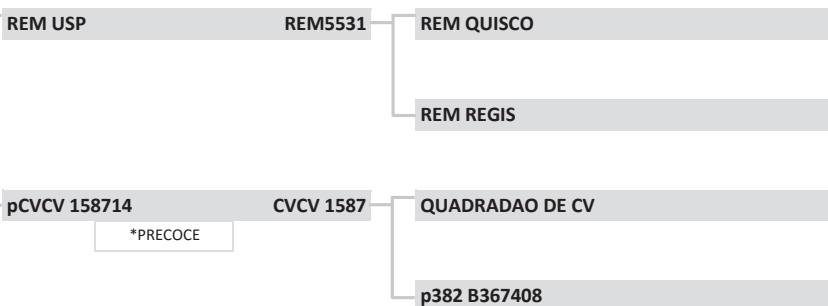 REM USP REM5531 REM QUISCO
REM REGIS
pCVCV 158714 CVCV 1587 QUADRADAO DE CV
*PRECOCE
p382 B367408